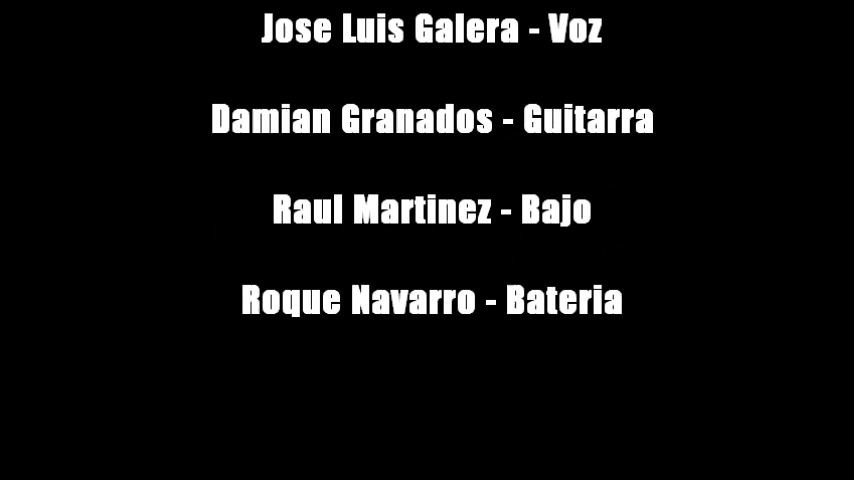 Jose Luis Galera - Voz
Damian Granados - Guitarra
Raul Martinez - Bajo
Roque Navarro - Bateria